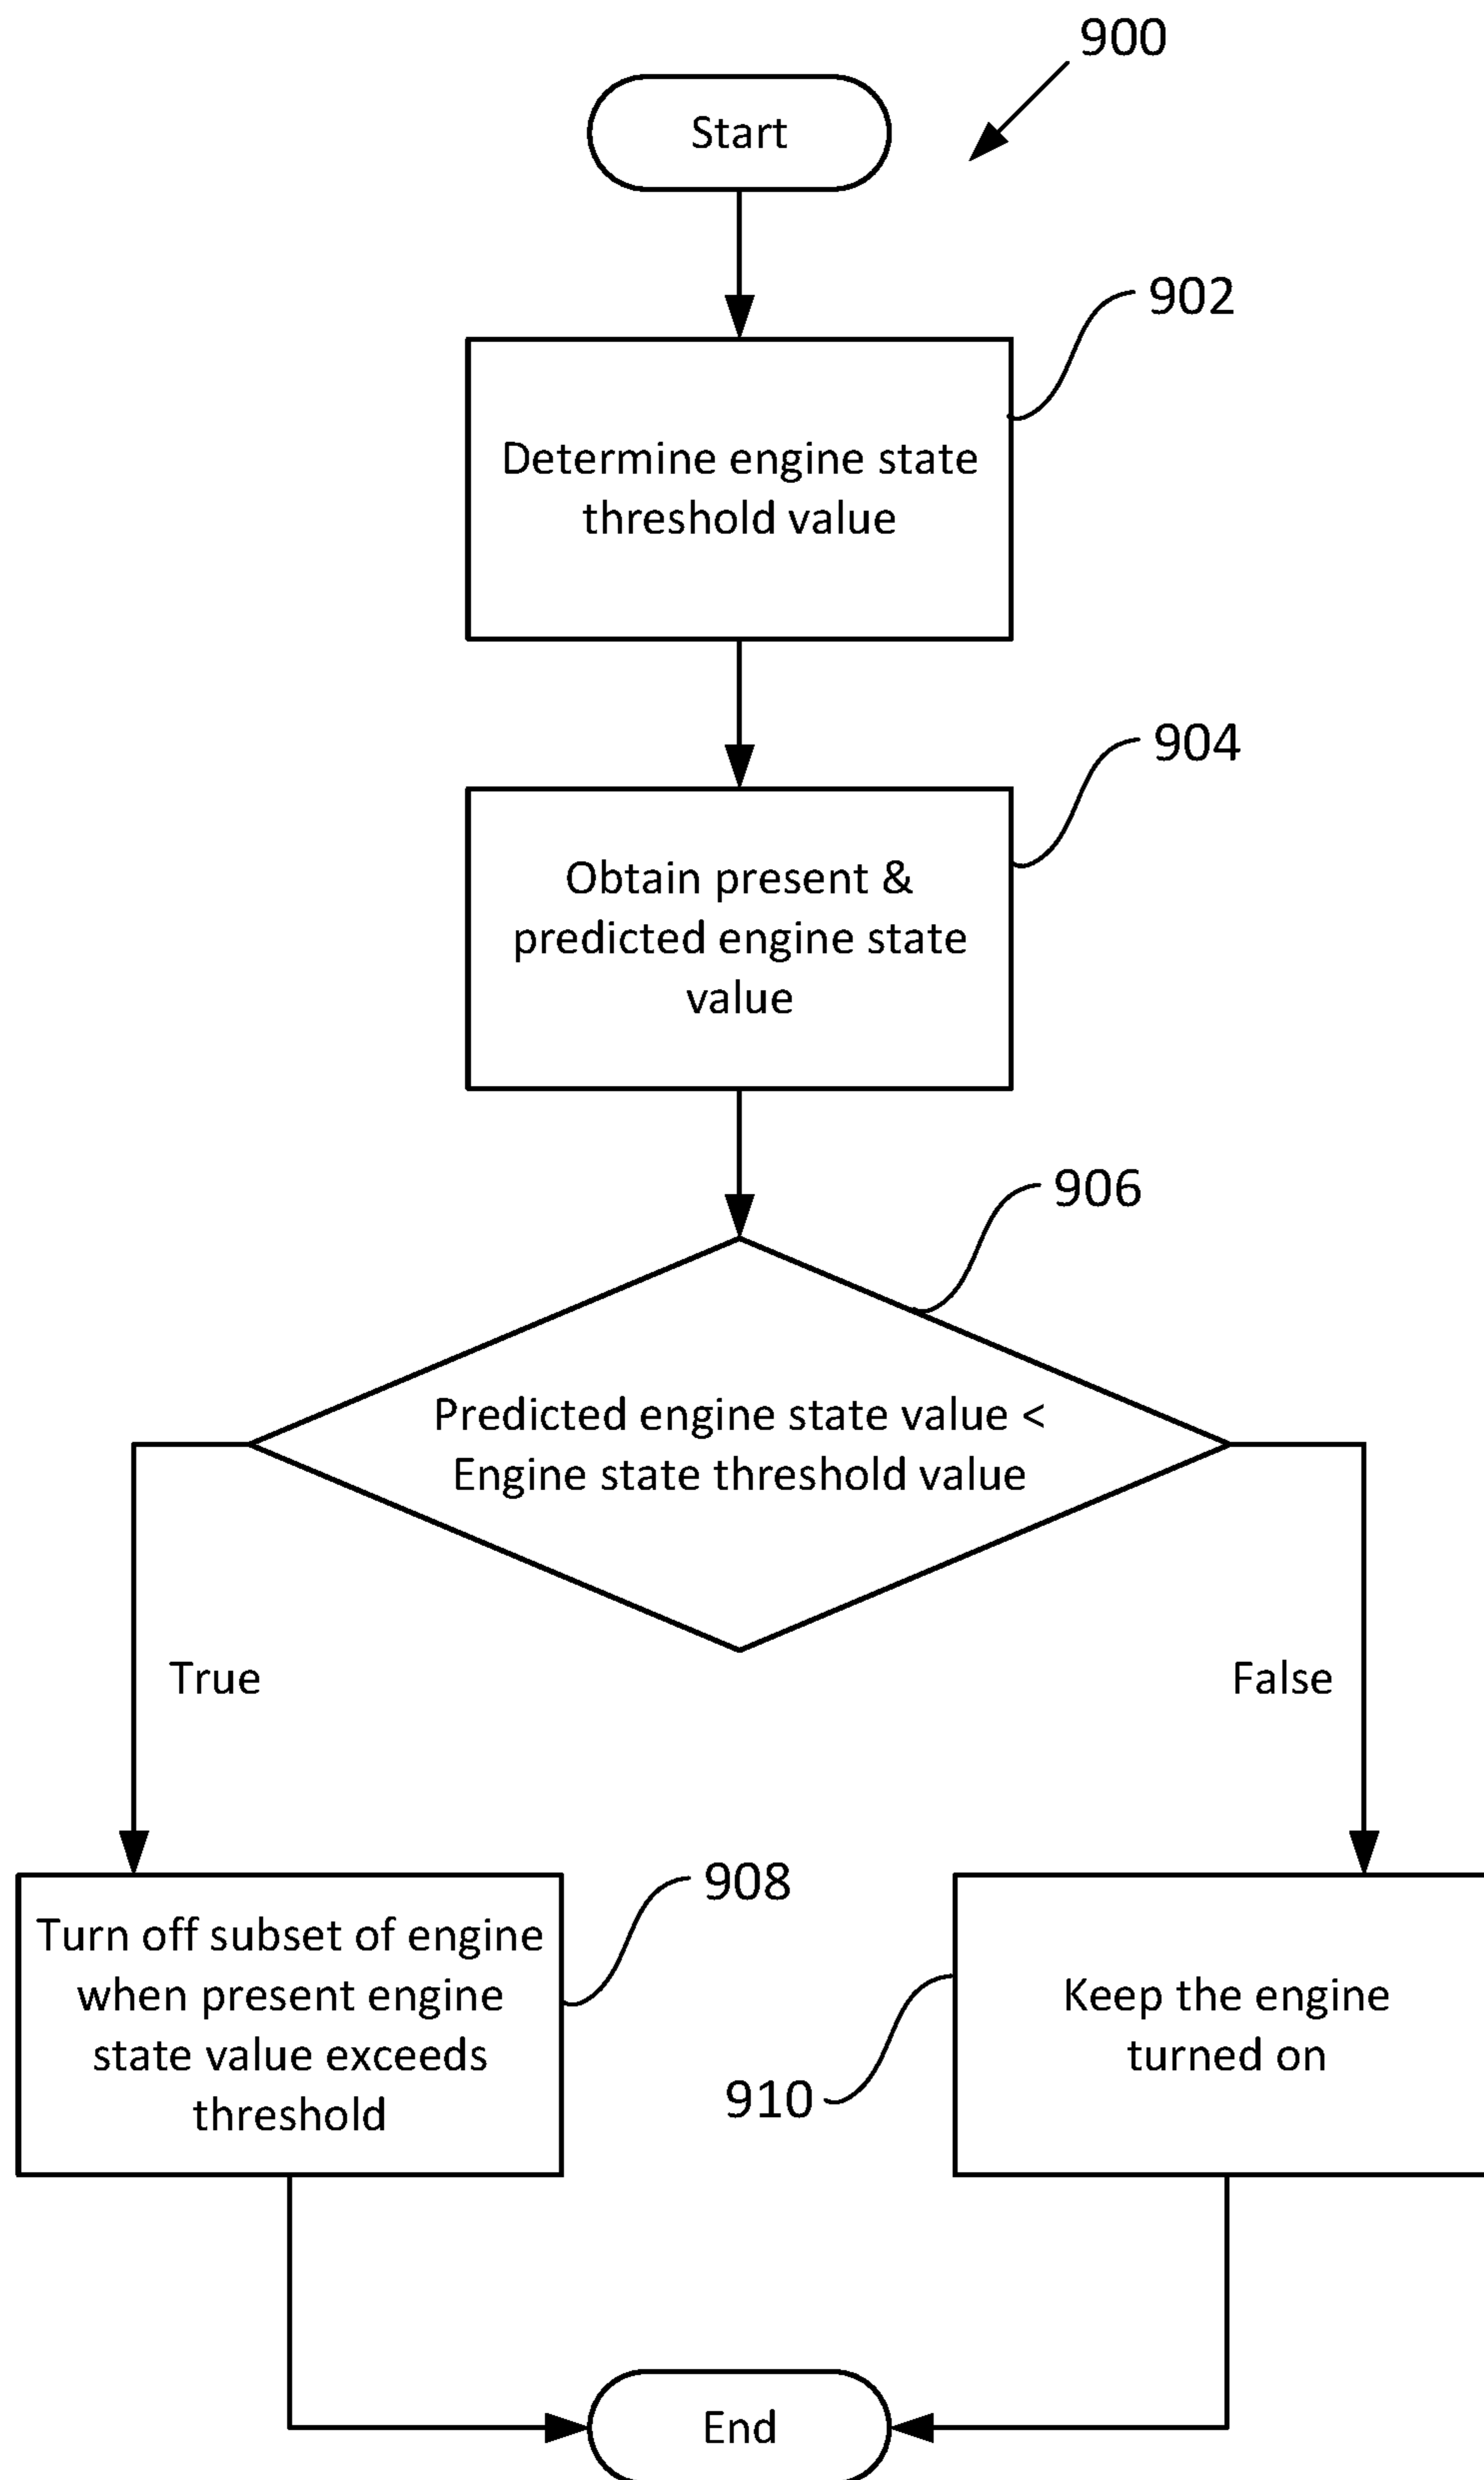 900
Start
902
Determine engine state
threshold value
904
Obtain present &
predicted engine state
value
906
Predicted engine state value <
Engine state threshold value
True
False
908
Turn off subset of engine
when present engine
state value exceeds
threshold
Keep the engine
turned on
910
End